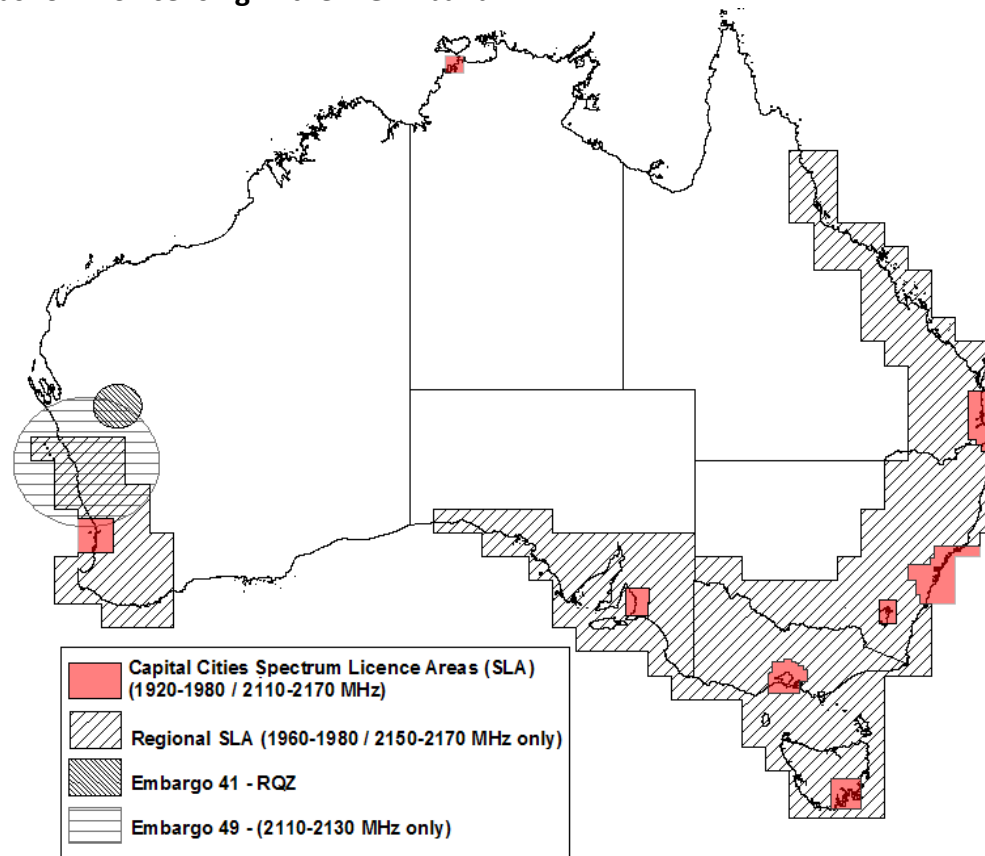 Capital Cities Spectrum Licence Areas (SLA)
(1920-1980 / 2110-2170 MHz)
Regional SLA (1960-1980 / 2150-2170 MHz only)
Embargo 41 - RQZ
Embargo 49 - (2110-2130 MHz only)